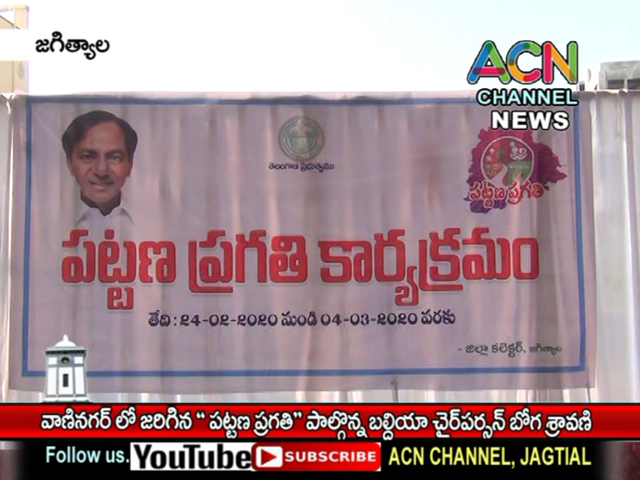 జగిత్యాల
ACN
CHANNEL
NEWS
తెలంగాణ ప్రభుత్వము
పట్టణ ప్రగతి
పట్టణ ప్రగతి కార్యక్రమం
తేది : 24-02-2020 నుండి 04-03-2020 వరకు
- జిల్లా కలెక్టర్, జగిత్యాల
వాణినగర్ లో జరిగిన “ పట్టణ ప్రగతి” పాల్గొన్న బల్దియా చైర్‌పర్సన్ బోగ శ్రావణి
Follow us. YouTube SUBSCRIBE ACN CHANNEL, JAGTIAL